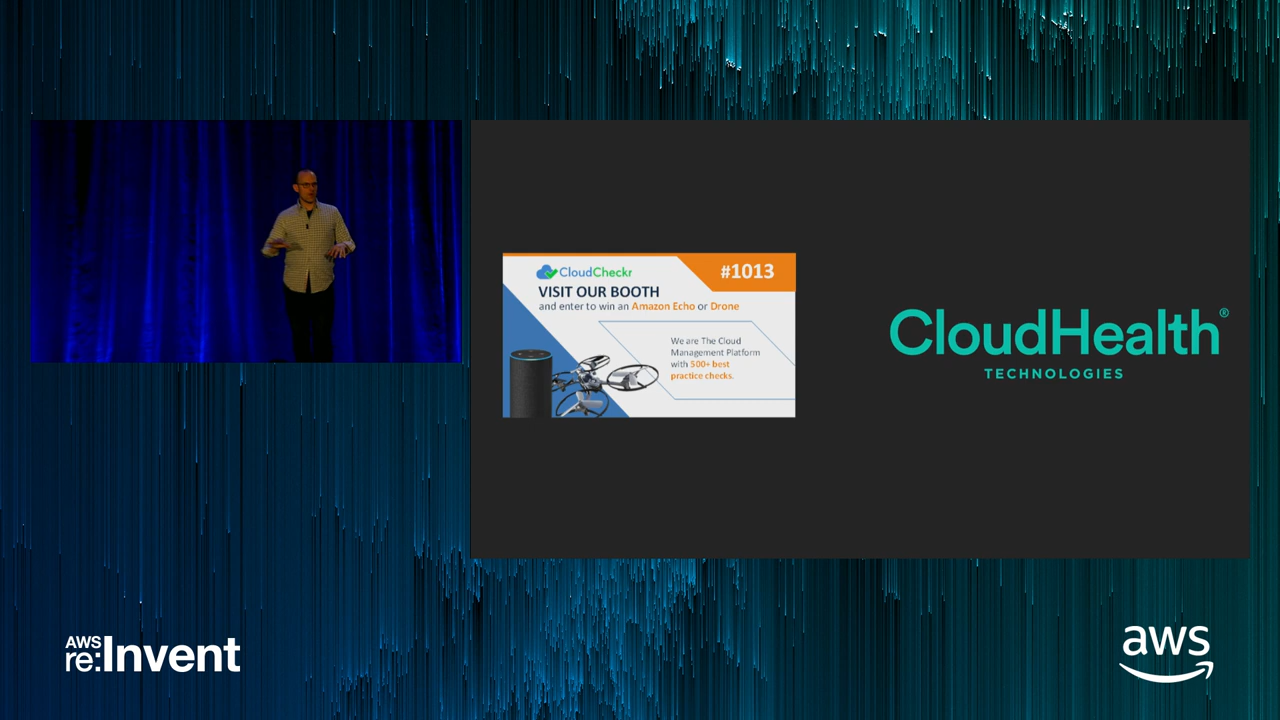 CloudCheckr
#1013
VISIT OUR BOOTH
and enter to win an Amazon Echo or Drone
We are The Cloud
Management Platform
with 500+ best
practice checks.
CloudHealth®
TECHNOLOGIES
AWS
re:Invent
aws